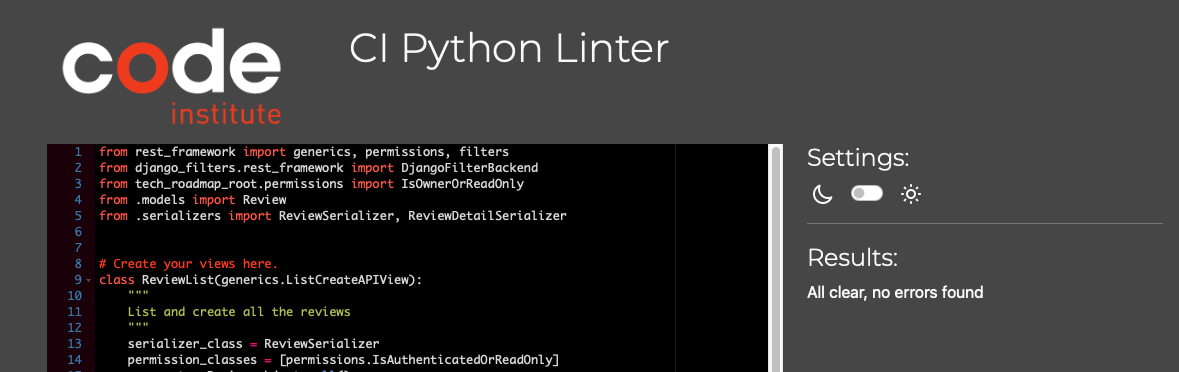 code
institute
CI Python Linter
1 from rest_framework import generics, permissions, filters
2 from django_filters.rest_framework import DjangoFilterBackend
3 from tech_roadmap_root.permissions import IsOwnerOrReadOnly
4 from .models import Review
5 from .serializers import ReviewSerializer, ReviewDetailSerializer
6
7
8 # Create your views here.
9 class ReviewList(generics.ListCreateAPIView):
10 """
11 List and create all the reviews
12 """
13 serializer_class = ReviewSerializer
14 permission_classes = [permissions.IsAuthenticatedOrReadOnly]
Settings:
Results:
All clear, no errors found